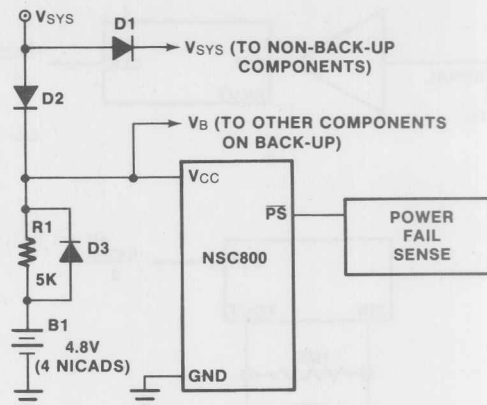 VSYS
D1
VSYS (TO NON-BACK-UP
COMPONENTS)
D2
VB (TO OTHER COMPONENTS
ON BACK-UP)
VCC
PS
POWER
FAIL
SENSE
R1
D3
NSC800
5K
B1
4.8V
(4 NICADS)
GND